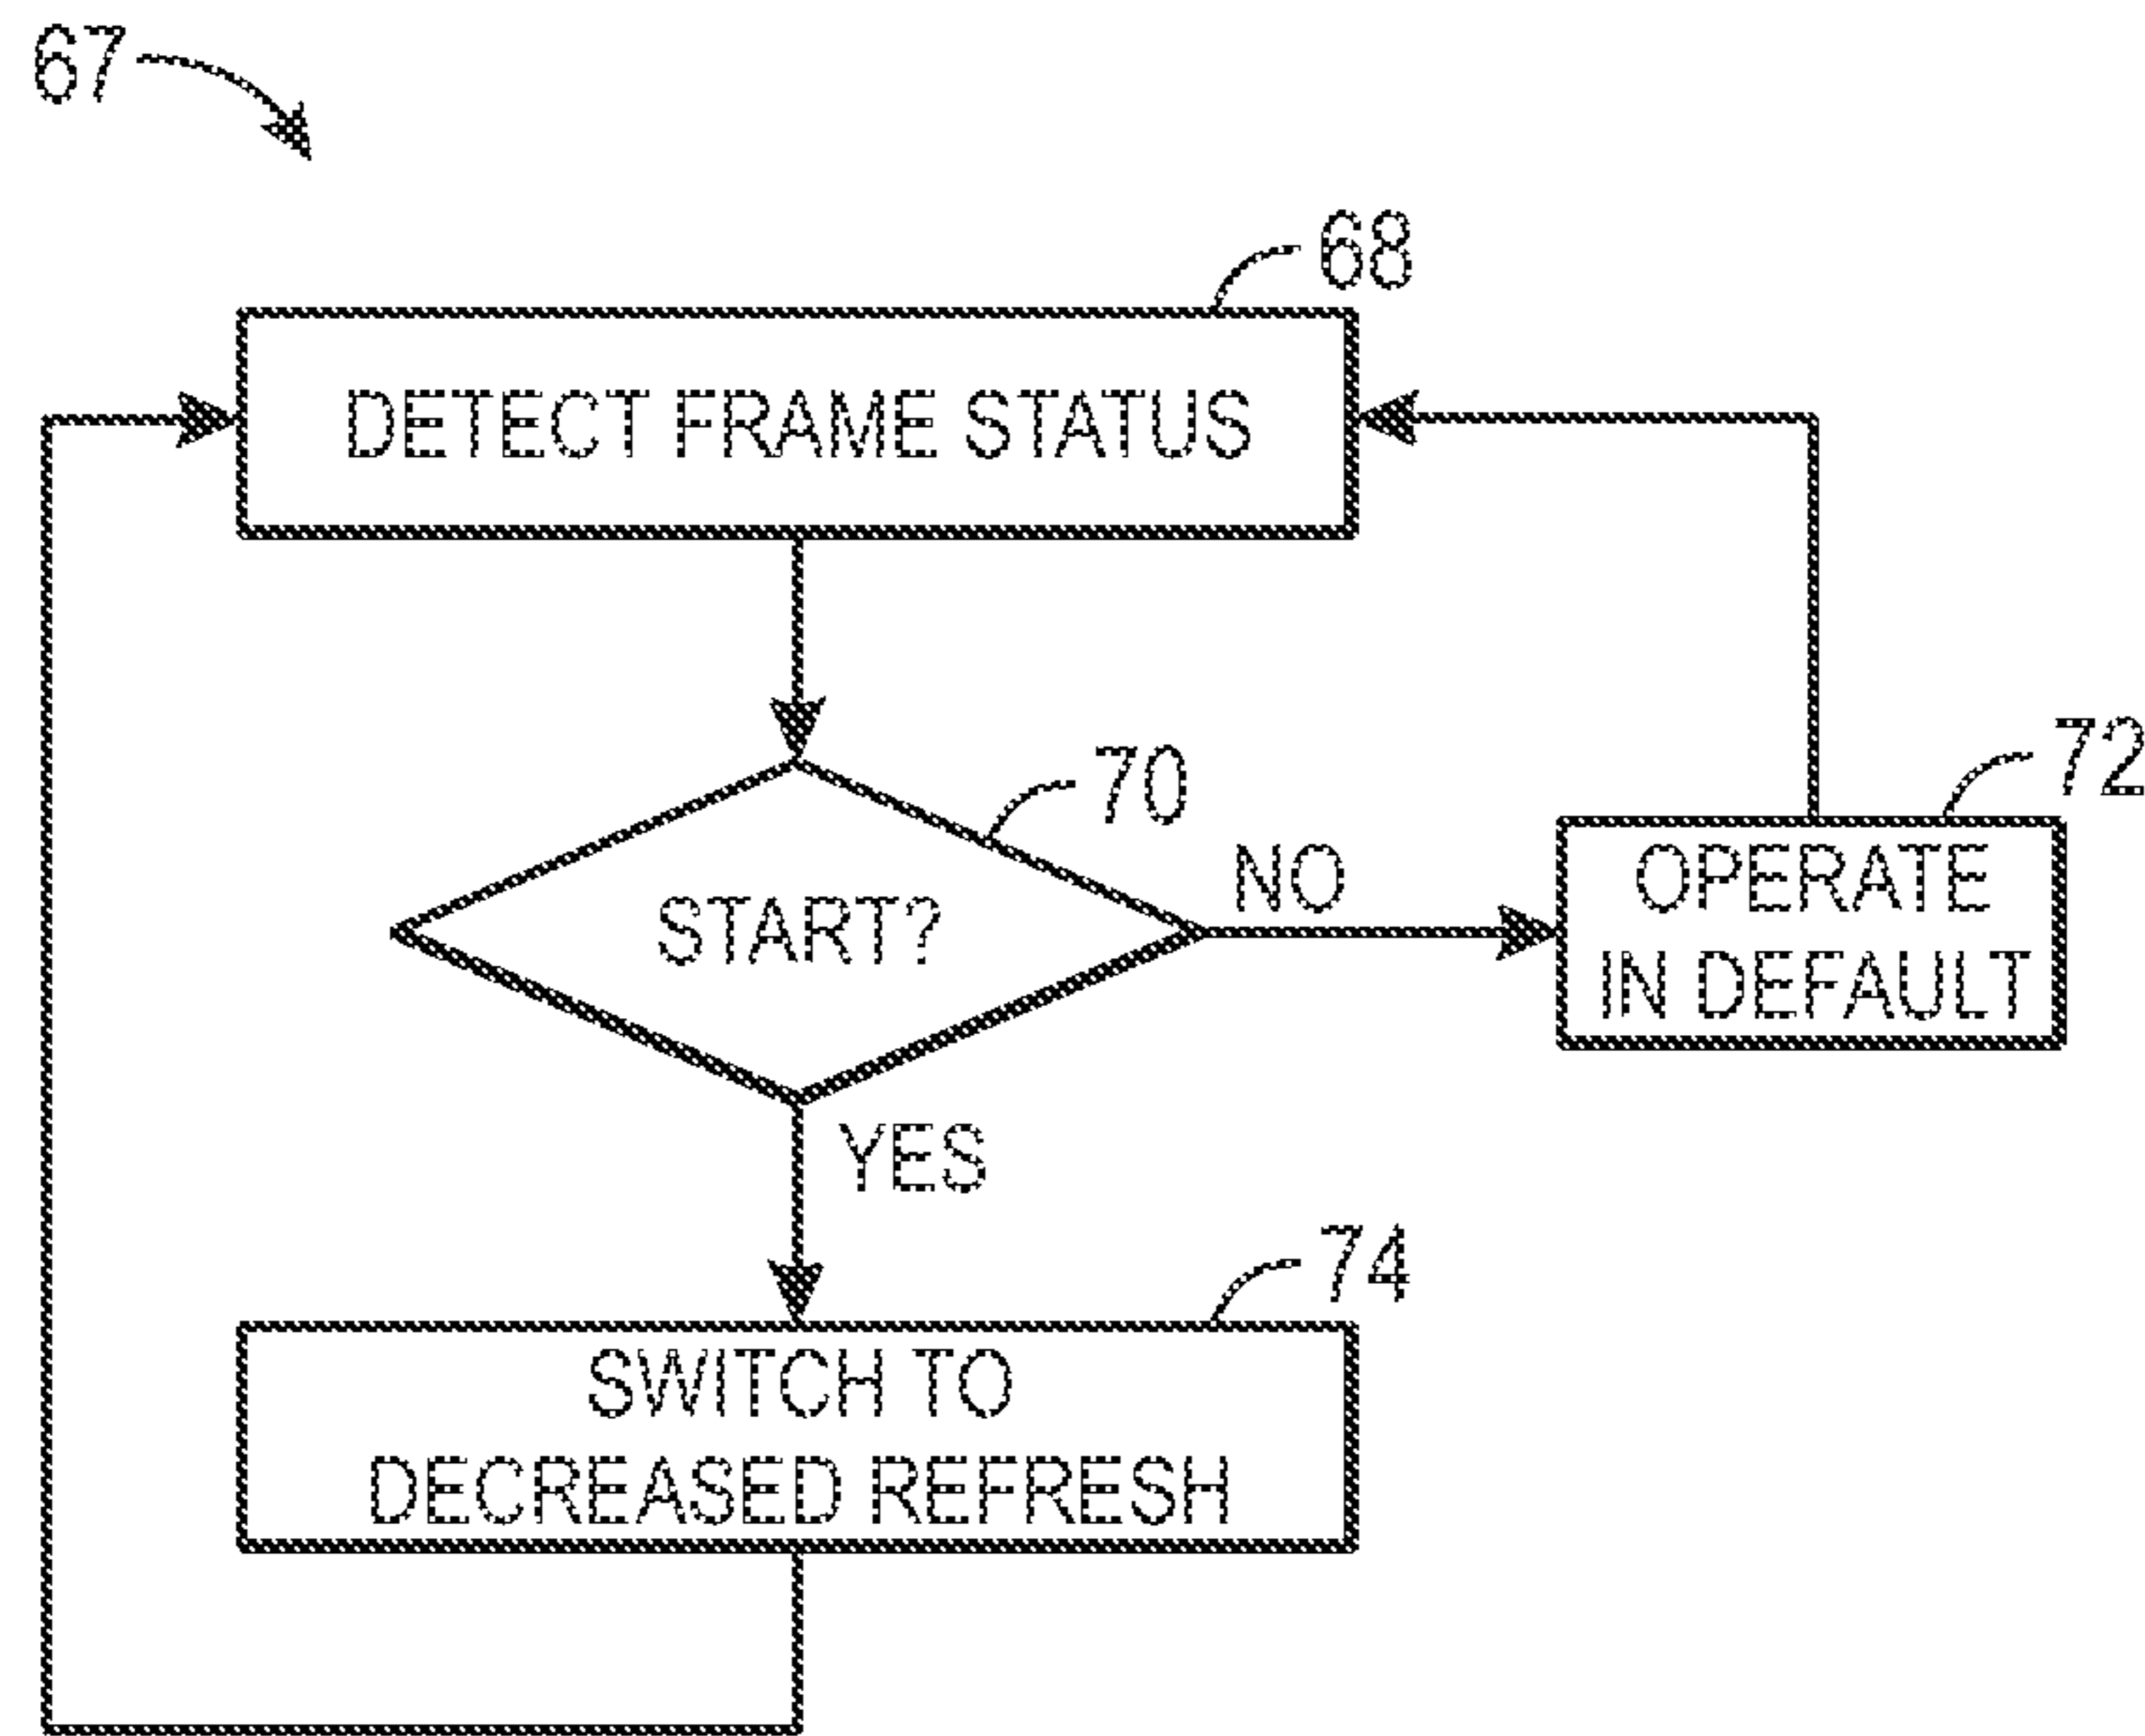 67
68
DETECT FRAME STATUS
70
72
NO
START?
OPERATE
IN DEFAULT
YES
74
SWITCH TO
DECREASED REFRESH